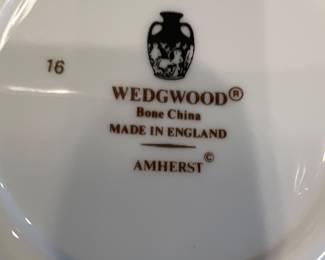 16
WEDGWOOD®
Bone China
MADE IN ENGLAND
AMHERST©